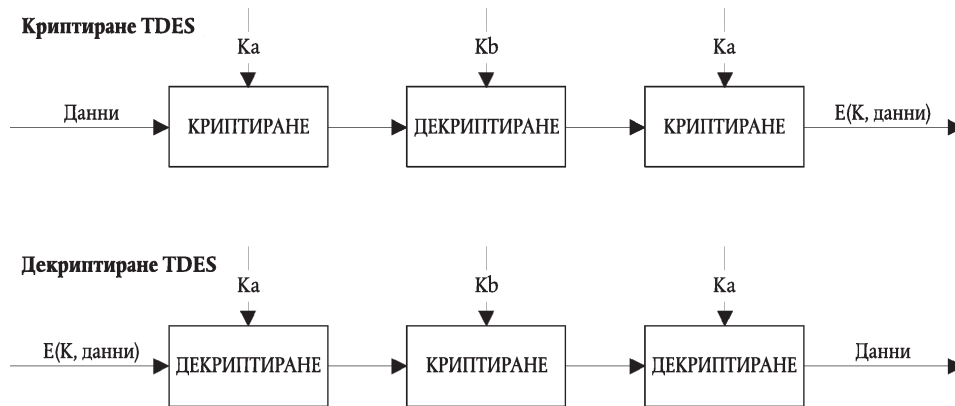 Криптиране TDES
Ka
Kb
Ka
Данни
КРИПТИРАНЕ
ДЕКРИПТИРАНЕ
КРИПТИРАНЕ
E(K, данни)
Декриптиране TDES
Ka
Kb
Ka
E(K, данни)
ДЕКРИПТИРАНЕ
КРИПТИРАНЕ
ДЕКРИПТИРАНЕ
Данни